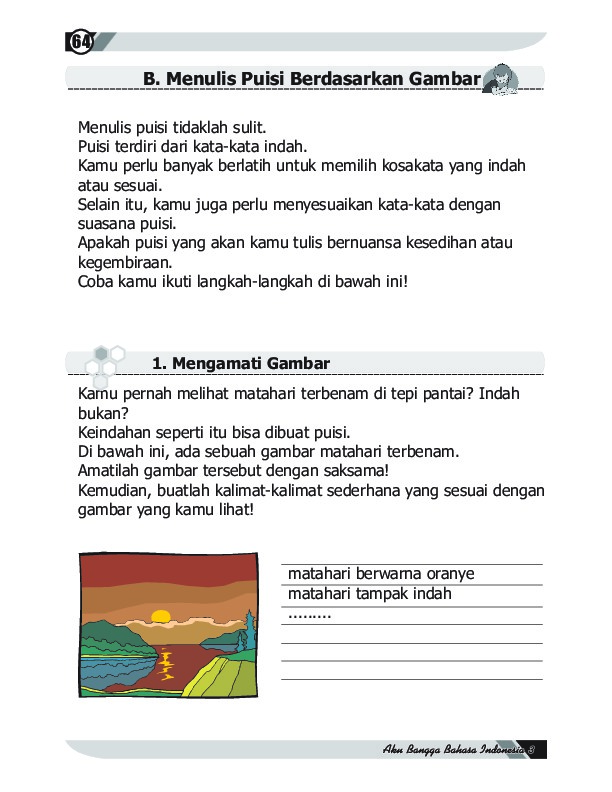 64
B. Menulis Puisi Berdasarkan Gambar
Menulis puisi tidaklah sulit.
Puisi terdiri dari kata-kata indah.
Kamu perlu banyak berlatih untuk memilih kosakata yang indah
atau sesuai.
Selain itu, kamu juga perlu menyesuaikan kata-kata dengan
suasana puisi.
Apakah puisi yang akan kamu tulis bernuansa kesedihan atau
kegembiraan.
Coba kamu ikuti langkah-langkah di bawah ini!
1. Mengamati Gambar
Kamu pernah melihat matahari terbenam di tepi pantai? Indah
bukan?
Keindahan seperti itu bisa dibuat puisi.
Di bawah ini, ada sebuah gambar matahari terbenam.
Amatilah gambar tersebut dengan saksama!
Kemudian, buatlah kalimat-kalimat sederhana yang sesuai dengan
gambar yang kamu lihat!
matahari berwarna oranye
matahari tampak indah
.........
Aku Bangga Bahasa Indonesia 3